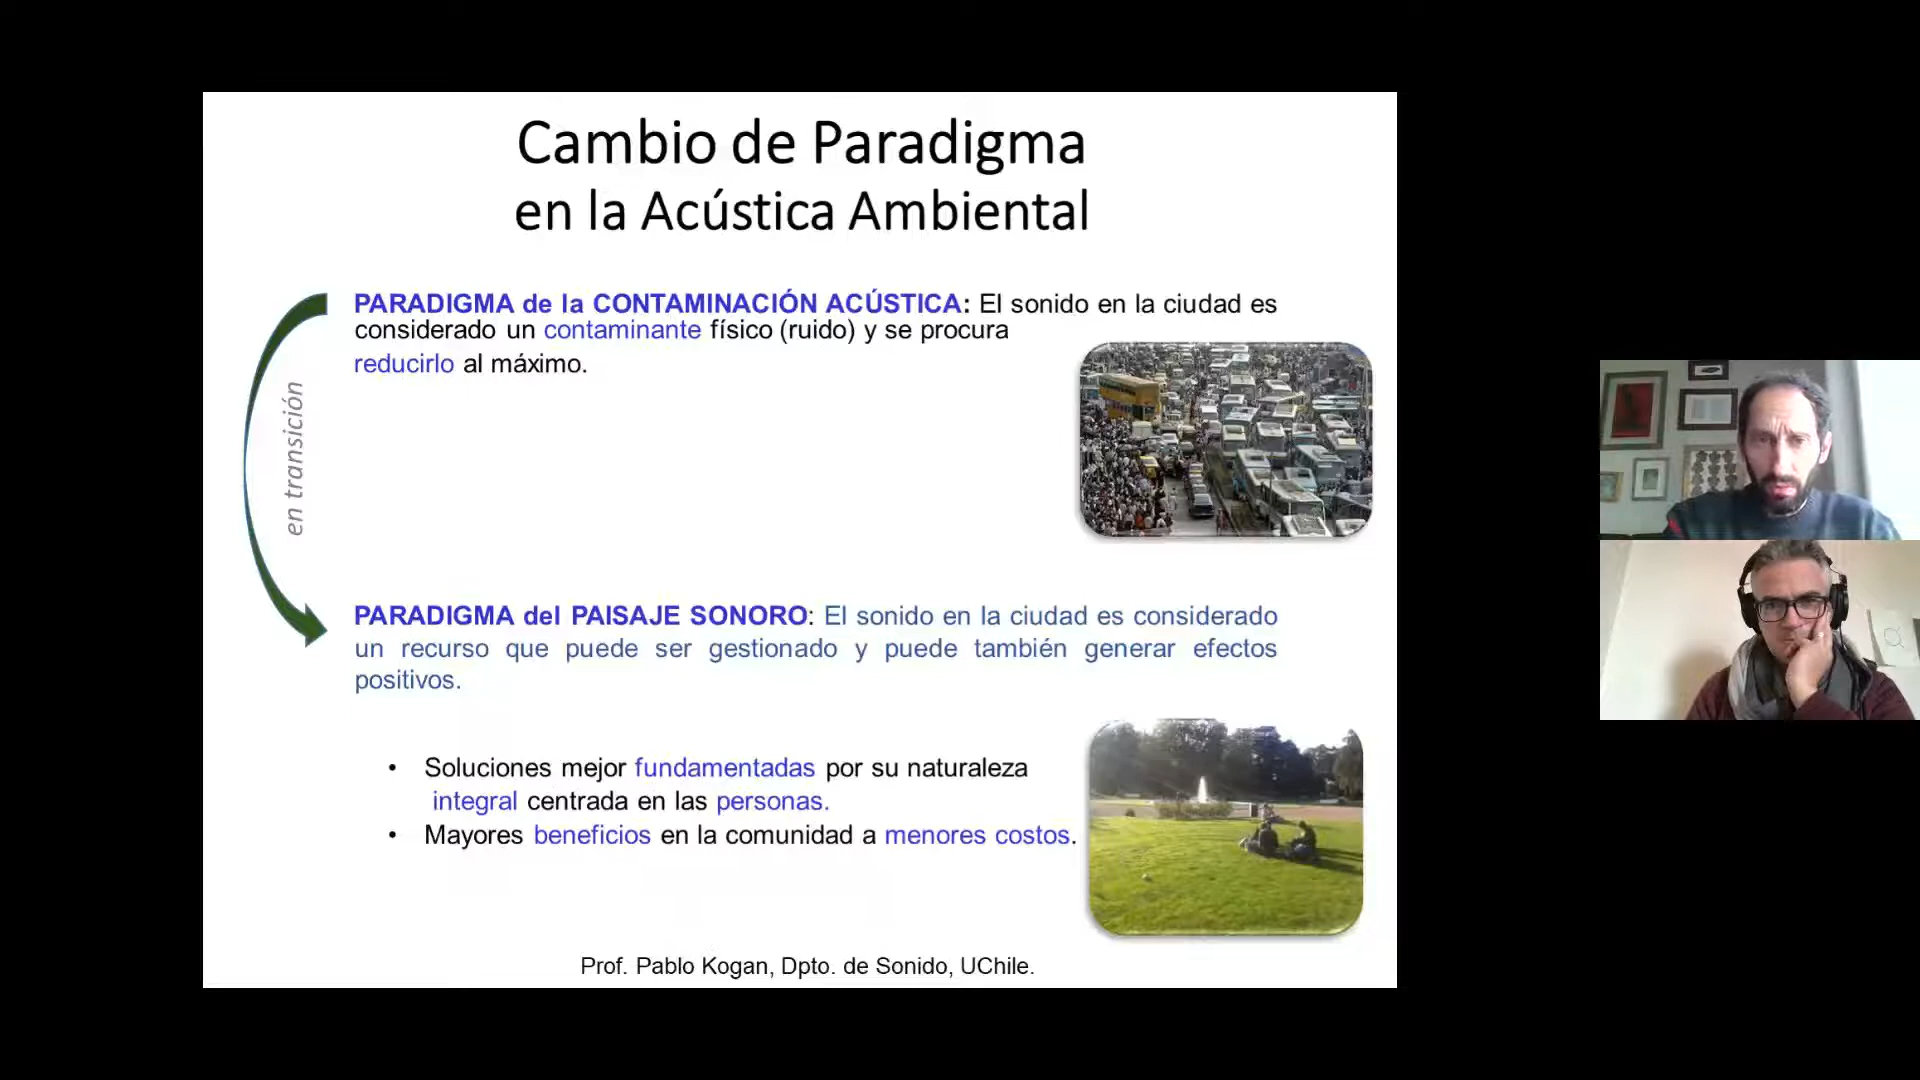 Cambio de Paradigma
en la Acústica Ambiental
PARADIGMA de la CONTAMINACIÓN ACÚSTICA: El sonido en la ciudad es
considerado un contaminante físico (ruido) y se procura
reducirlo al máximo.
en transición
PARADIGMA del PAISAJE SONORO: El sonido en la ciudad es considerado
un recurso que puede ser gestionado y puede también generar efectos
positivos.
• Soluciones mejor fundamentadas por su naturaleza
integral centrada en las personas.
• Mayores beneficios en la comunidad a menores costos.
Prof. Pablo Kogan, Dpto. de Sonido, UChile.